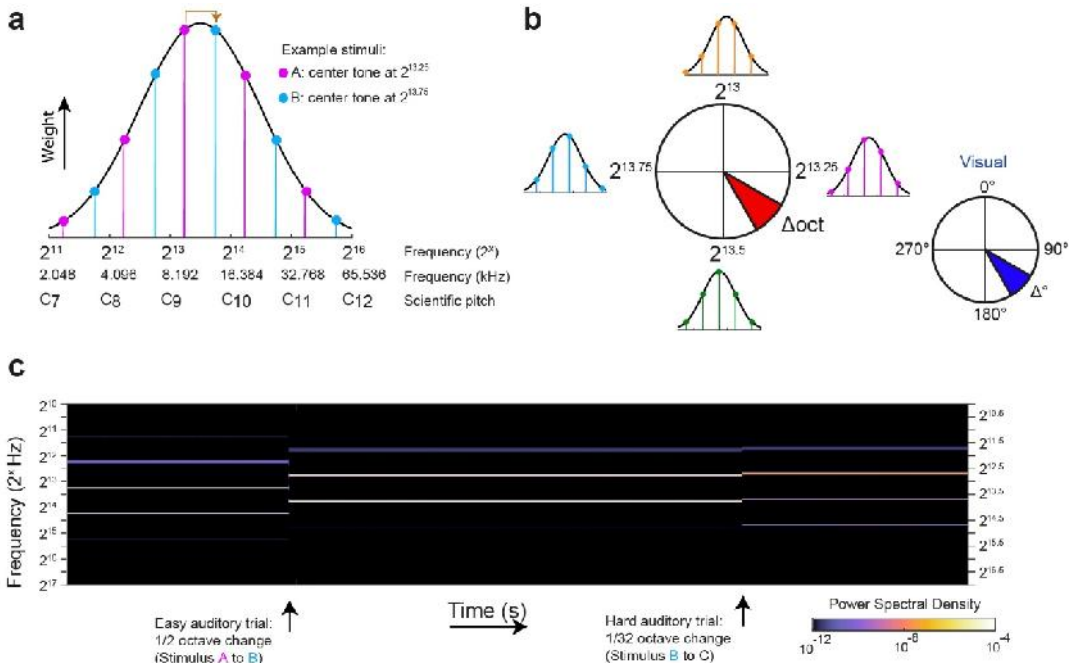 a
Weight
Example stimuli:
A: center tone at 2^13.25
B: center tone at 2^13.75
2^11 2^12 2^13 2^14 2^15 2^16 Frequency (2^x)
2.048 4.096 8.192 16.384 32.768 65.536 Frequency (kHz)
C7 C8 C9 C10 C11 C12 Scientific pitch
b
2^13
2^13.75
2^13.25
Δoct
2^13.5
Visual
0°
270°
90°
Δ°
180°
c
Frequency (2^x Hz)
2^10
2^11
2^12
2^13
2^14
2^15
2^16
2^17
2^10.5
2^11.5
2^12.5
2^13.5
2^14.5
2^15.5
2^16.5
Easy auditory trial:
1/2 octave change
(Stimulus A to B)
Time (s)
Hard auditory trial:
1/32 octave change
(Stimulus B to C)
Power Spectral Density
10^-12 10^-8 10^-4